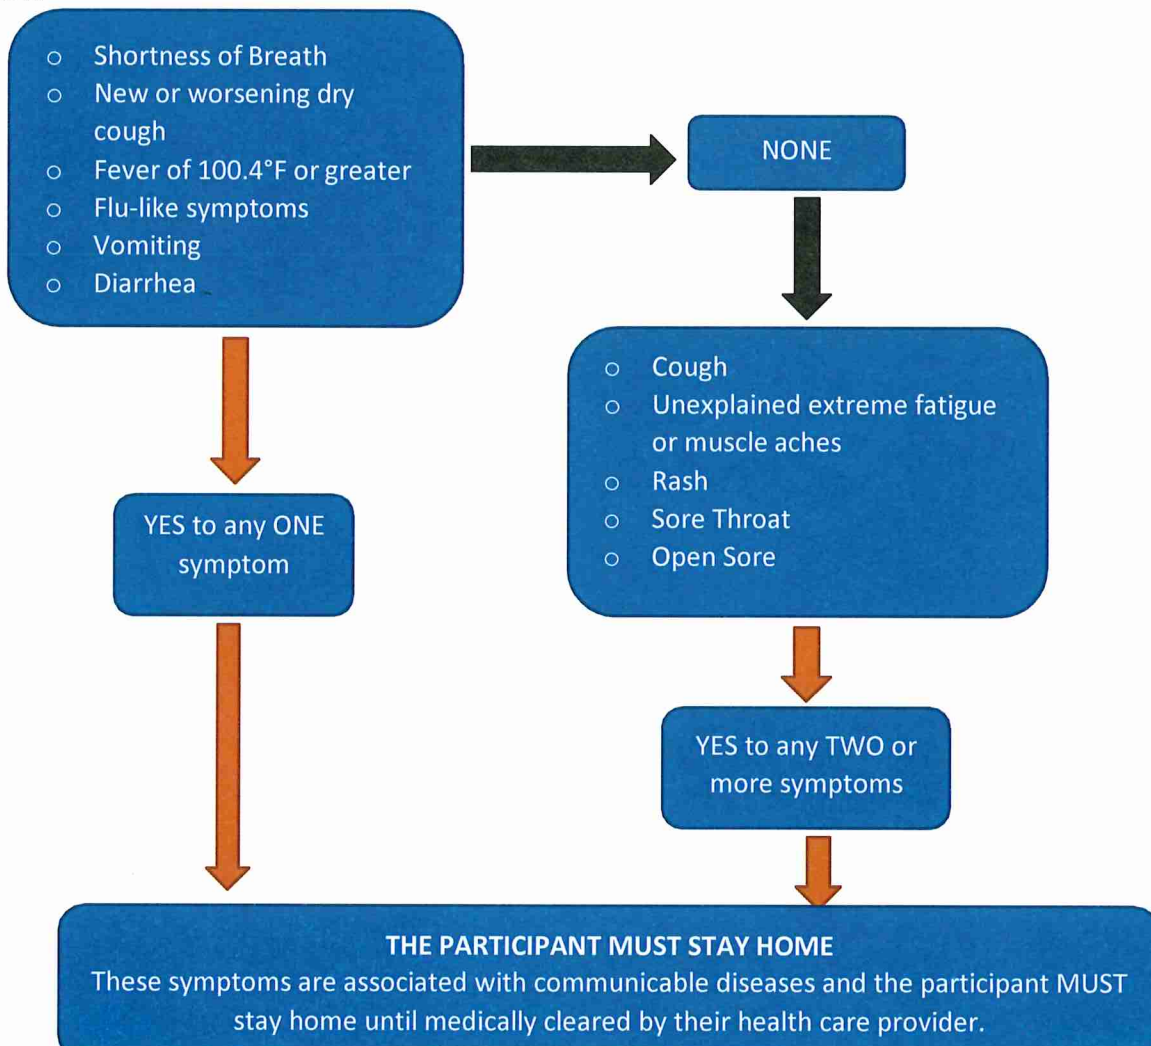 Shortness of Breath
New or worsening dry
cough
Fever of 100.4°F or greater
Flu-like symptoms
Vomiting
Diarrhea
NONE
Cough
Unexplained extreme fatigue
or muscle aches
Rash
Sore Throat
Open Sore
YES to any ONE
symptom
YES to any TWO or
more symptoms
THE PARTICIPANT MUST STAY HOME
These symptoms are associated with communicable diseases and the participant MUST
stay home until medically cleared by their health care provider.